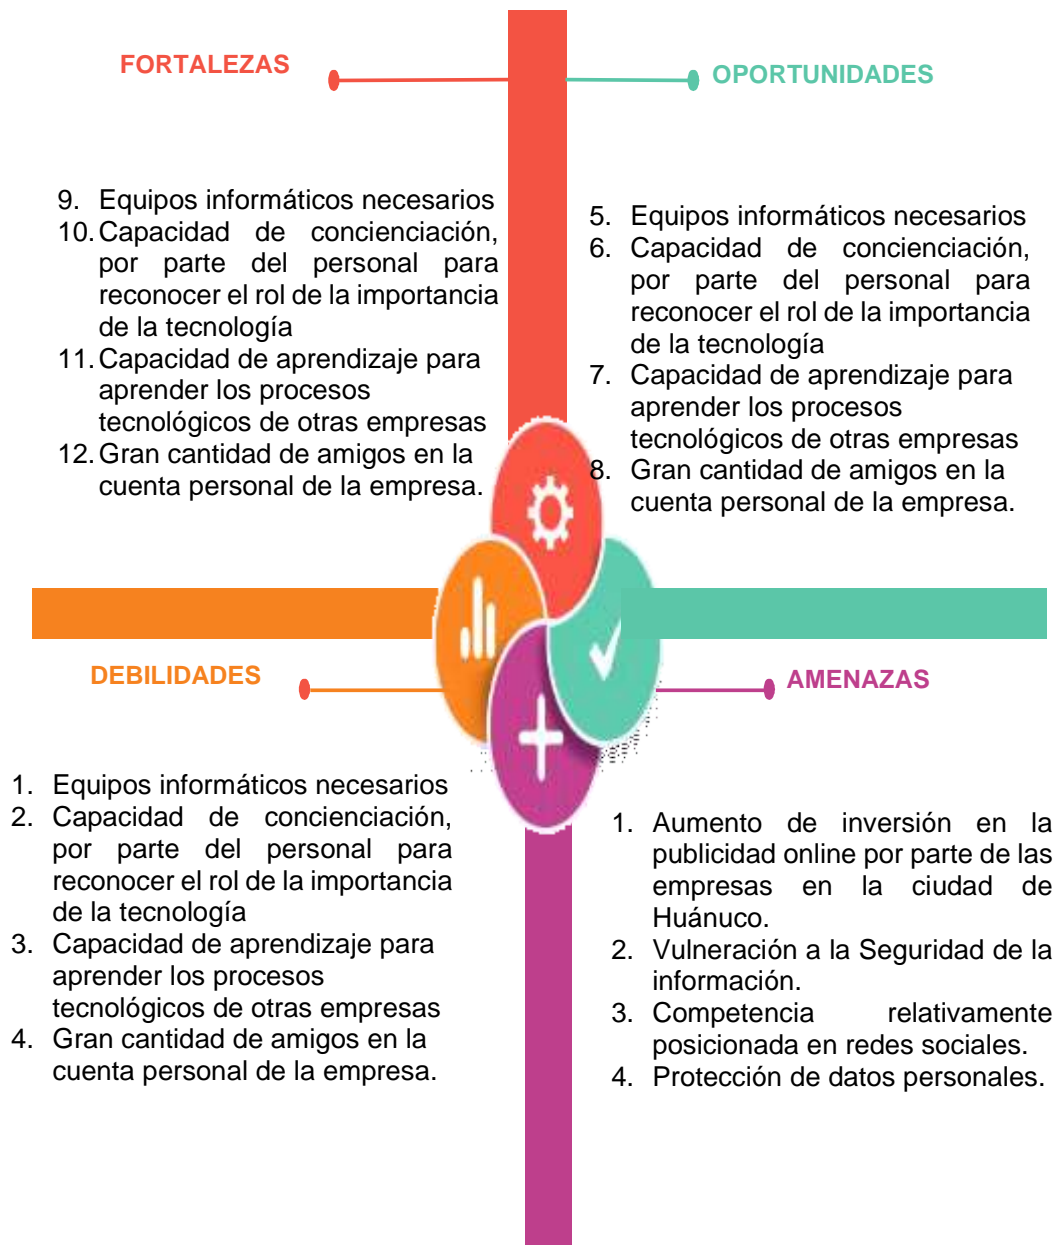 FORTALEZAS
9. Equipos informáticos necesarios
10. Capacidad de concienciación,
por parte del personal para
reconocer el rol de la importancia
de la tecnología
11. Capacidad de aprendizaje para
aprender los procesos
tecnológicos de otras empresas
12. Gran cantidad de amigos en la
cuenta personal de la empresa.
OPORTUNIDADES
5. Equipos informáticos necesarios
6. Capacidad de concienciación,
por parte del personal para
reconocer el rol de la importancia
de la tecnología
7. Capacidad de aprendizaje para
aprender los procesos
tecnológicos de otras empresas
8. Gran cantidad de amigos en la
cuenta personal de la empresa.
DEBILIDADES
1. Equipos informáticos necesarios
2. Capacidad de concienciación,
por parte del personal para
reconocer el rol de la importancia
de la tecnología
3. Capacidad de aprendizaje para
aprender los procesos
tecnológicos de otras empresas
4. Gran cantidad de amigos en la
cuenta personal de la empresa.
AMENAZAS
1. Aumento de inversión en la
publicidad online por parte de las
empresas en la ciudad de
Huánuco.
2. Vulneración a la Seguridad de la
información.
3. Competencia relativamente
posicionada en redes sociales.
4. Protección de datos personales.